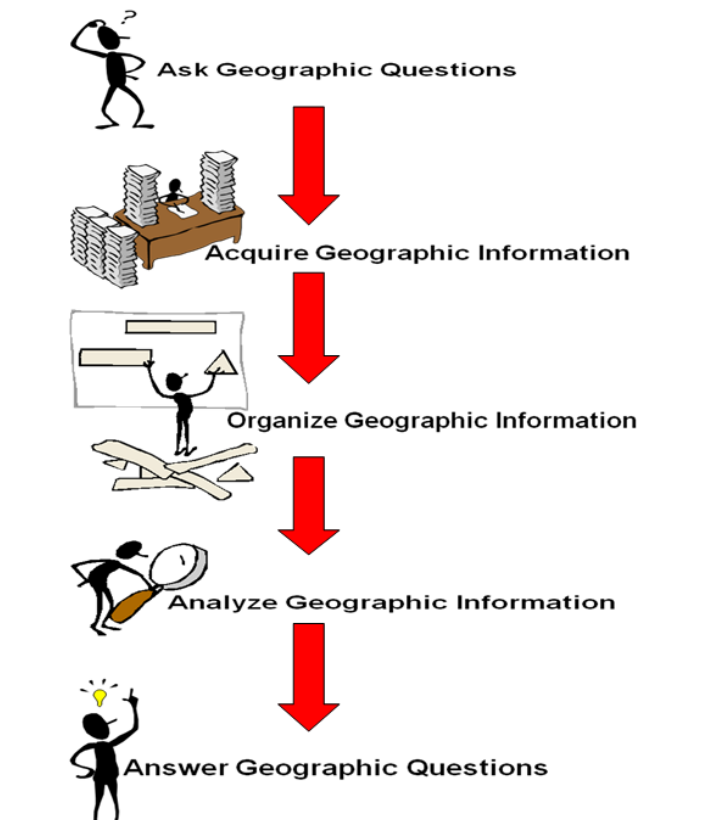 ?
Ask Geographic Questions
Acquire Geographic Information
Organize Geographic Information
Analyze Geographic Information
Answer Geographic Questions